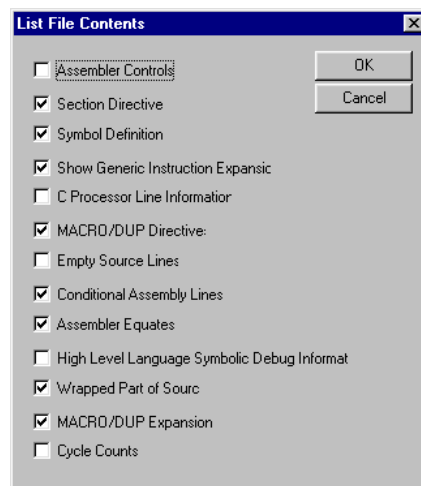 List File Contents
Assembler Controls
OK
Section Directive
Cancel
Symbol Definition
Show Generic Instruction Expansic
C Processor Line Information
MACRO/DUP Directive:
Empty Source Lines
Conditional Assembly Lines
Assembler Equates
High Level Language Symbolic Debug Informat
Wrapped Part of Sourc
MACRO/DUP Expansion
Cycle Counts